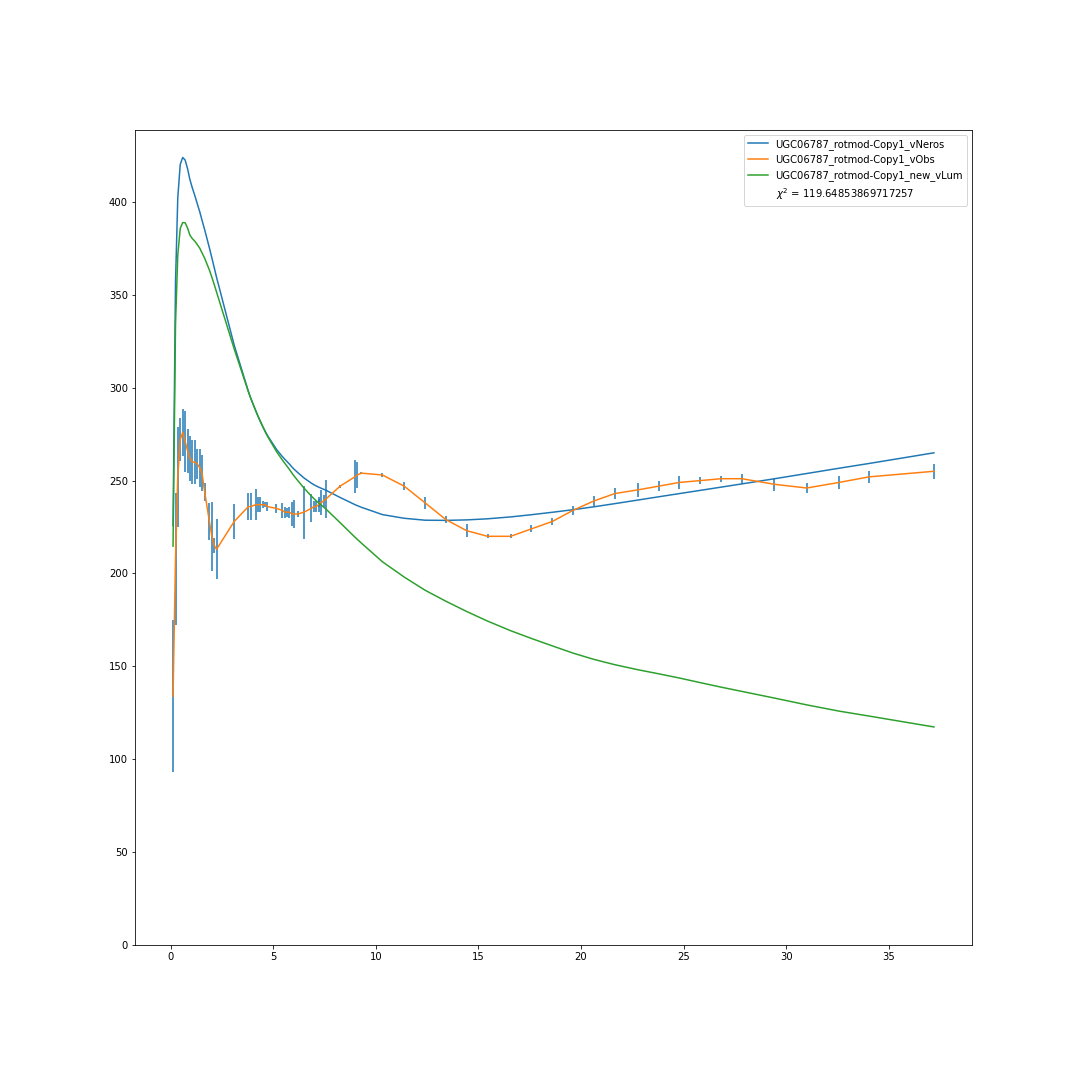 UGC06787_rotmod-Copy1_vNeros
UGC06787_rotmod-Copy1_vObs
UGC06787_rotmod-Copy1_new_vLum
χ² = 119.64853869717257
400
350
300
250
200
150
100
50
0
0 5 10 15 20 25 30 35